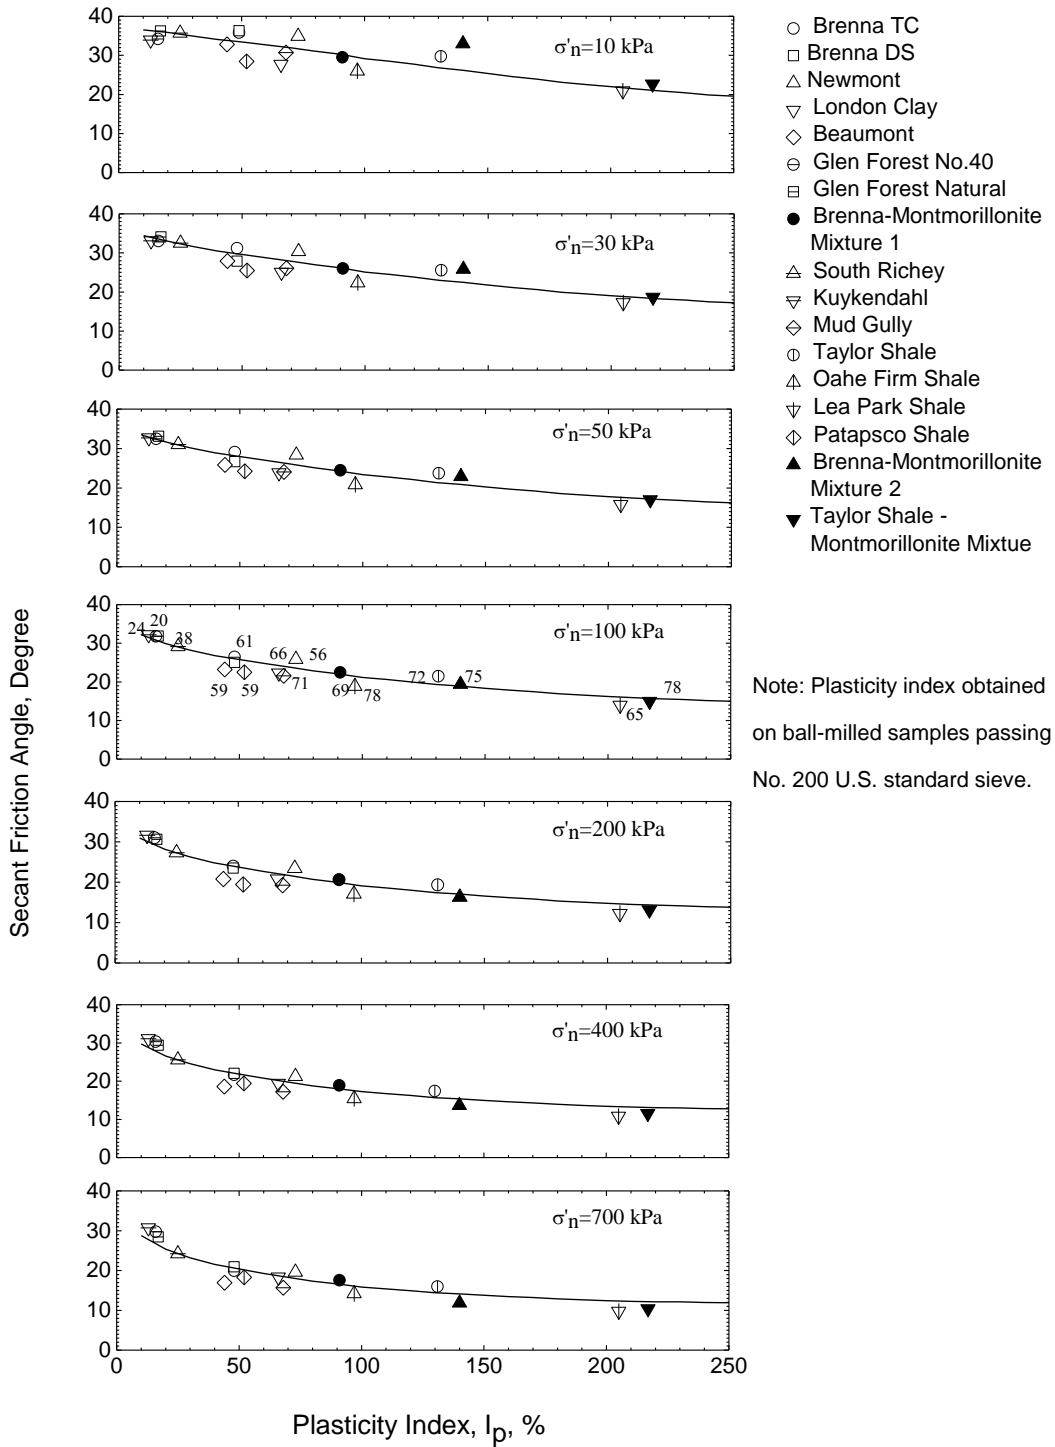 40
30
20
10
0
σ'n=10 kPa
40
30
20
10
0
σ'n=30 kPa
40
30
20
10
0
σ'n=50 kPa
40
30
20
10
0
σ'n=100 kPa
24 20
38
61
59 59
66
71
56
69
78
72
75
65
78
40
30
20
10
0
σ'n=200 kPa
40
30
20
10
0
σ'n=400 kPa
40
30
20
10
0
σ'n=700 kPa
0 50 100 150 200 250
Plasticity Index, Ip, %
Secant Friction Angle, Degree
Brenna TC
Brenna DS
Newmont
London Clay
Beaumont
Glen Forest No.40
Glen Forest Natural
Brenna-Montmorillonite
Mixture 1
South Richey
Kuykendahl
Mud Gully
Taylor Shale
Oahe Firm Shale
Lea Park Shale
Patapsco Shale
Brenna-Montmorillonite
Mixture 2
Taylor Shale -
Montmorillonite Mixtue
Note: Plasticity index obtained
on ball-milled samples passing
No. 200 U.S. standard sieve.